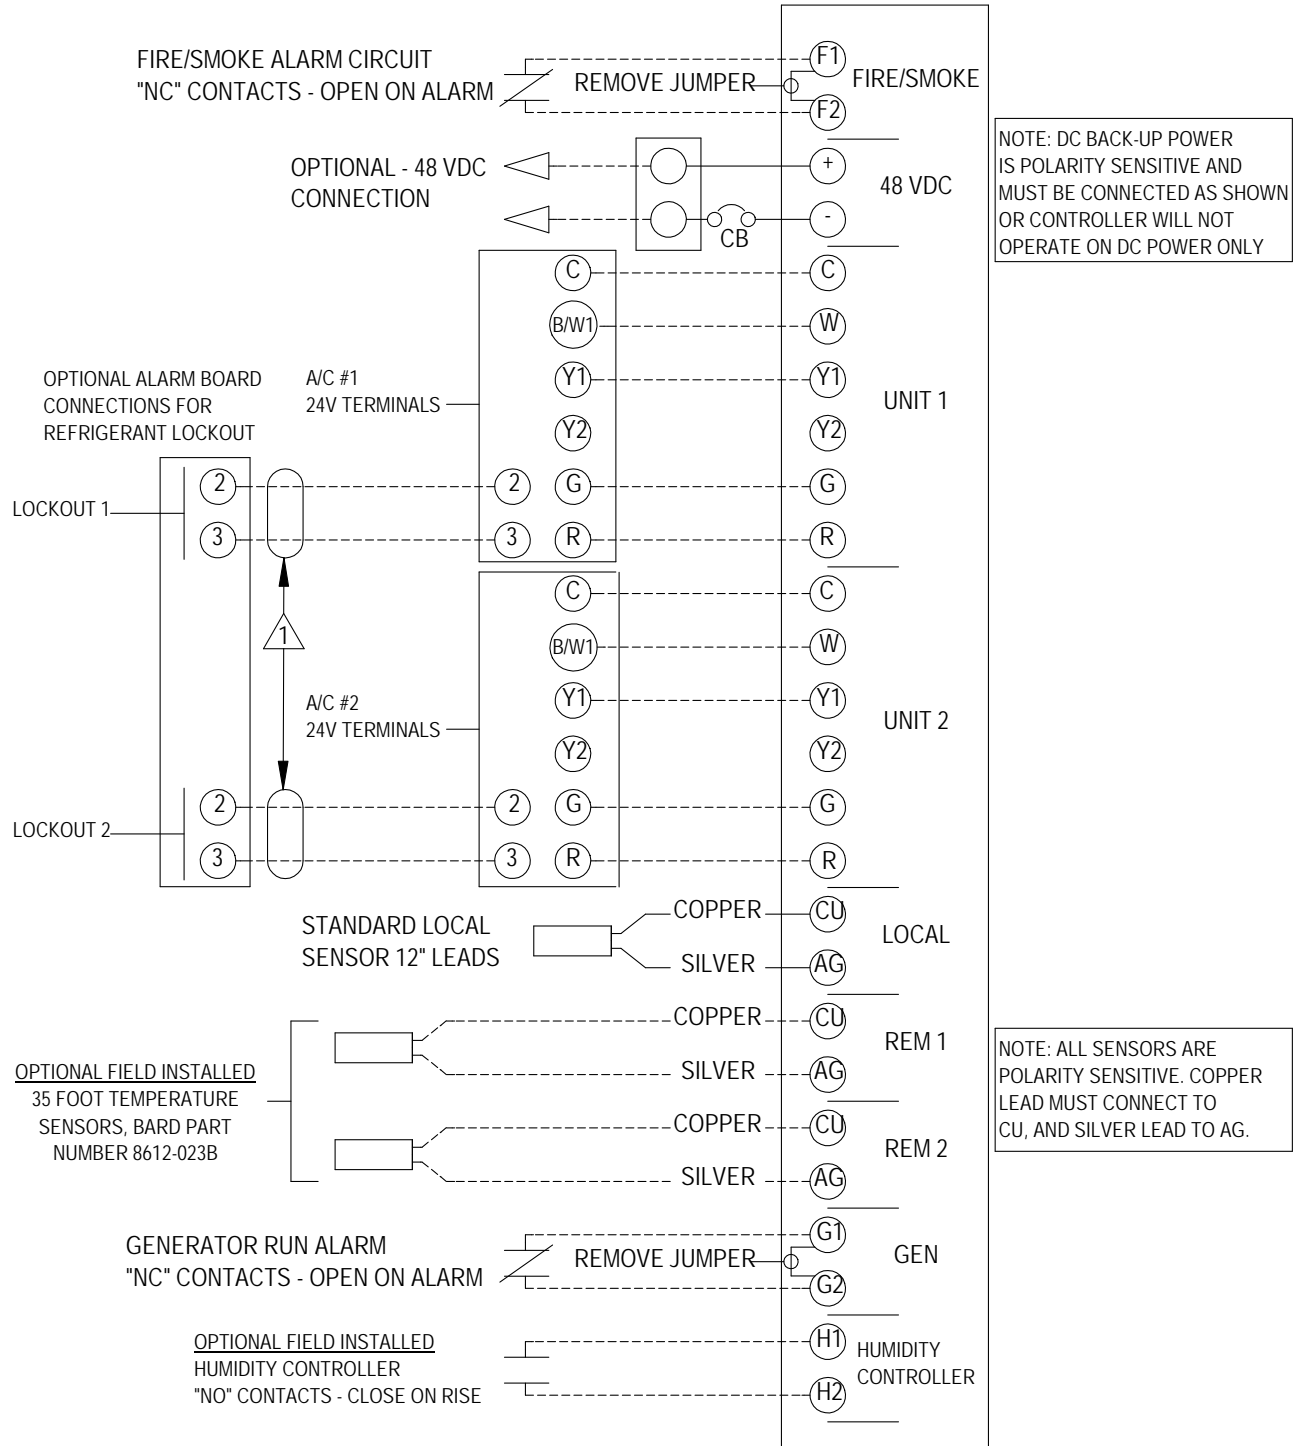 FIRE/SMOKE ALARM CIRCUIT
"NC" CONTACTS - OPEN ON ALARM
REMOVE JUMPER
F1
F2
FIRE/SMOKE
OPTIONAL - 48 VDC
CONNECTION
CB
+
-
48 VDC
NOTE: DC BACK-UP POWER
IS POLARITY SENSITIVE AND
MUST BE CONNECTED AS SHOWN
OR CONTROLLER WILL NOT
OPERATE ON DC POWER ONLY
OPTIONAL ALARM BOARD
CONNECTIONS FOR
REFRIGERANT LOCKOUT
LOCKOUT 1
2
3
1
LOCKOUT 2
2
3
A/C #1
24V TERMINALS
C
B/W1
Y1
Y2
2
G
3
R
C
W
Y1
Y2
G
R
UNIT 1
A/C #2
24V TERMINALS
C
B/W1
Y1
Y2
2
G
3
R
C
W
Y1
Y2
G
R
UNIT 2
STANDARD LOCAL
SENSOR 12" LEADS
COPPER
SILVER
CU
AG
LOCAL
OPTIONAL FIELD INSTALLED
35 FOOT TEMPERATURE
SENSORS, BARD PART
NUMBER 8612-023B
COPPER
SILVER
CU
AG
REM 1
COPPER
SILVER
CU
AG
REM 2
NOTE: ALL SENSORS ARE
POLARITY SENSITIVE. COPPER
LEAD MUST CONNECT TO
CU, AND SILVER LEAD TO AG.
GENERATOR RUN ALARM
"NC" CONTACTS - OPEN ON ALARM
REMOVE JUMPER
G1
G2
GEN
OPTIONAL FIELD INSTALLED
HUMIDITY CONTROLLER
"NO" CONTACTS - CLOSE ON RISE
H1
H2
HUMIDITY
CONTROLLER